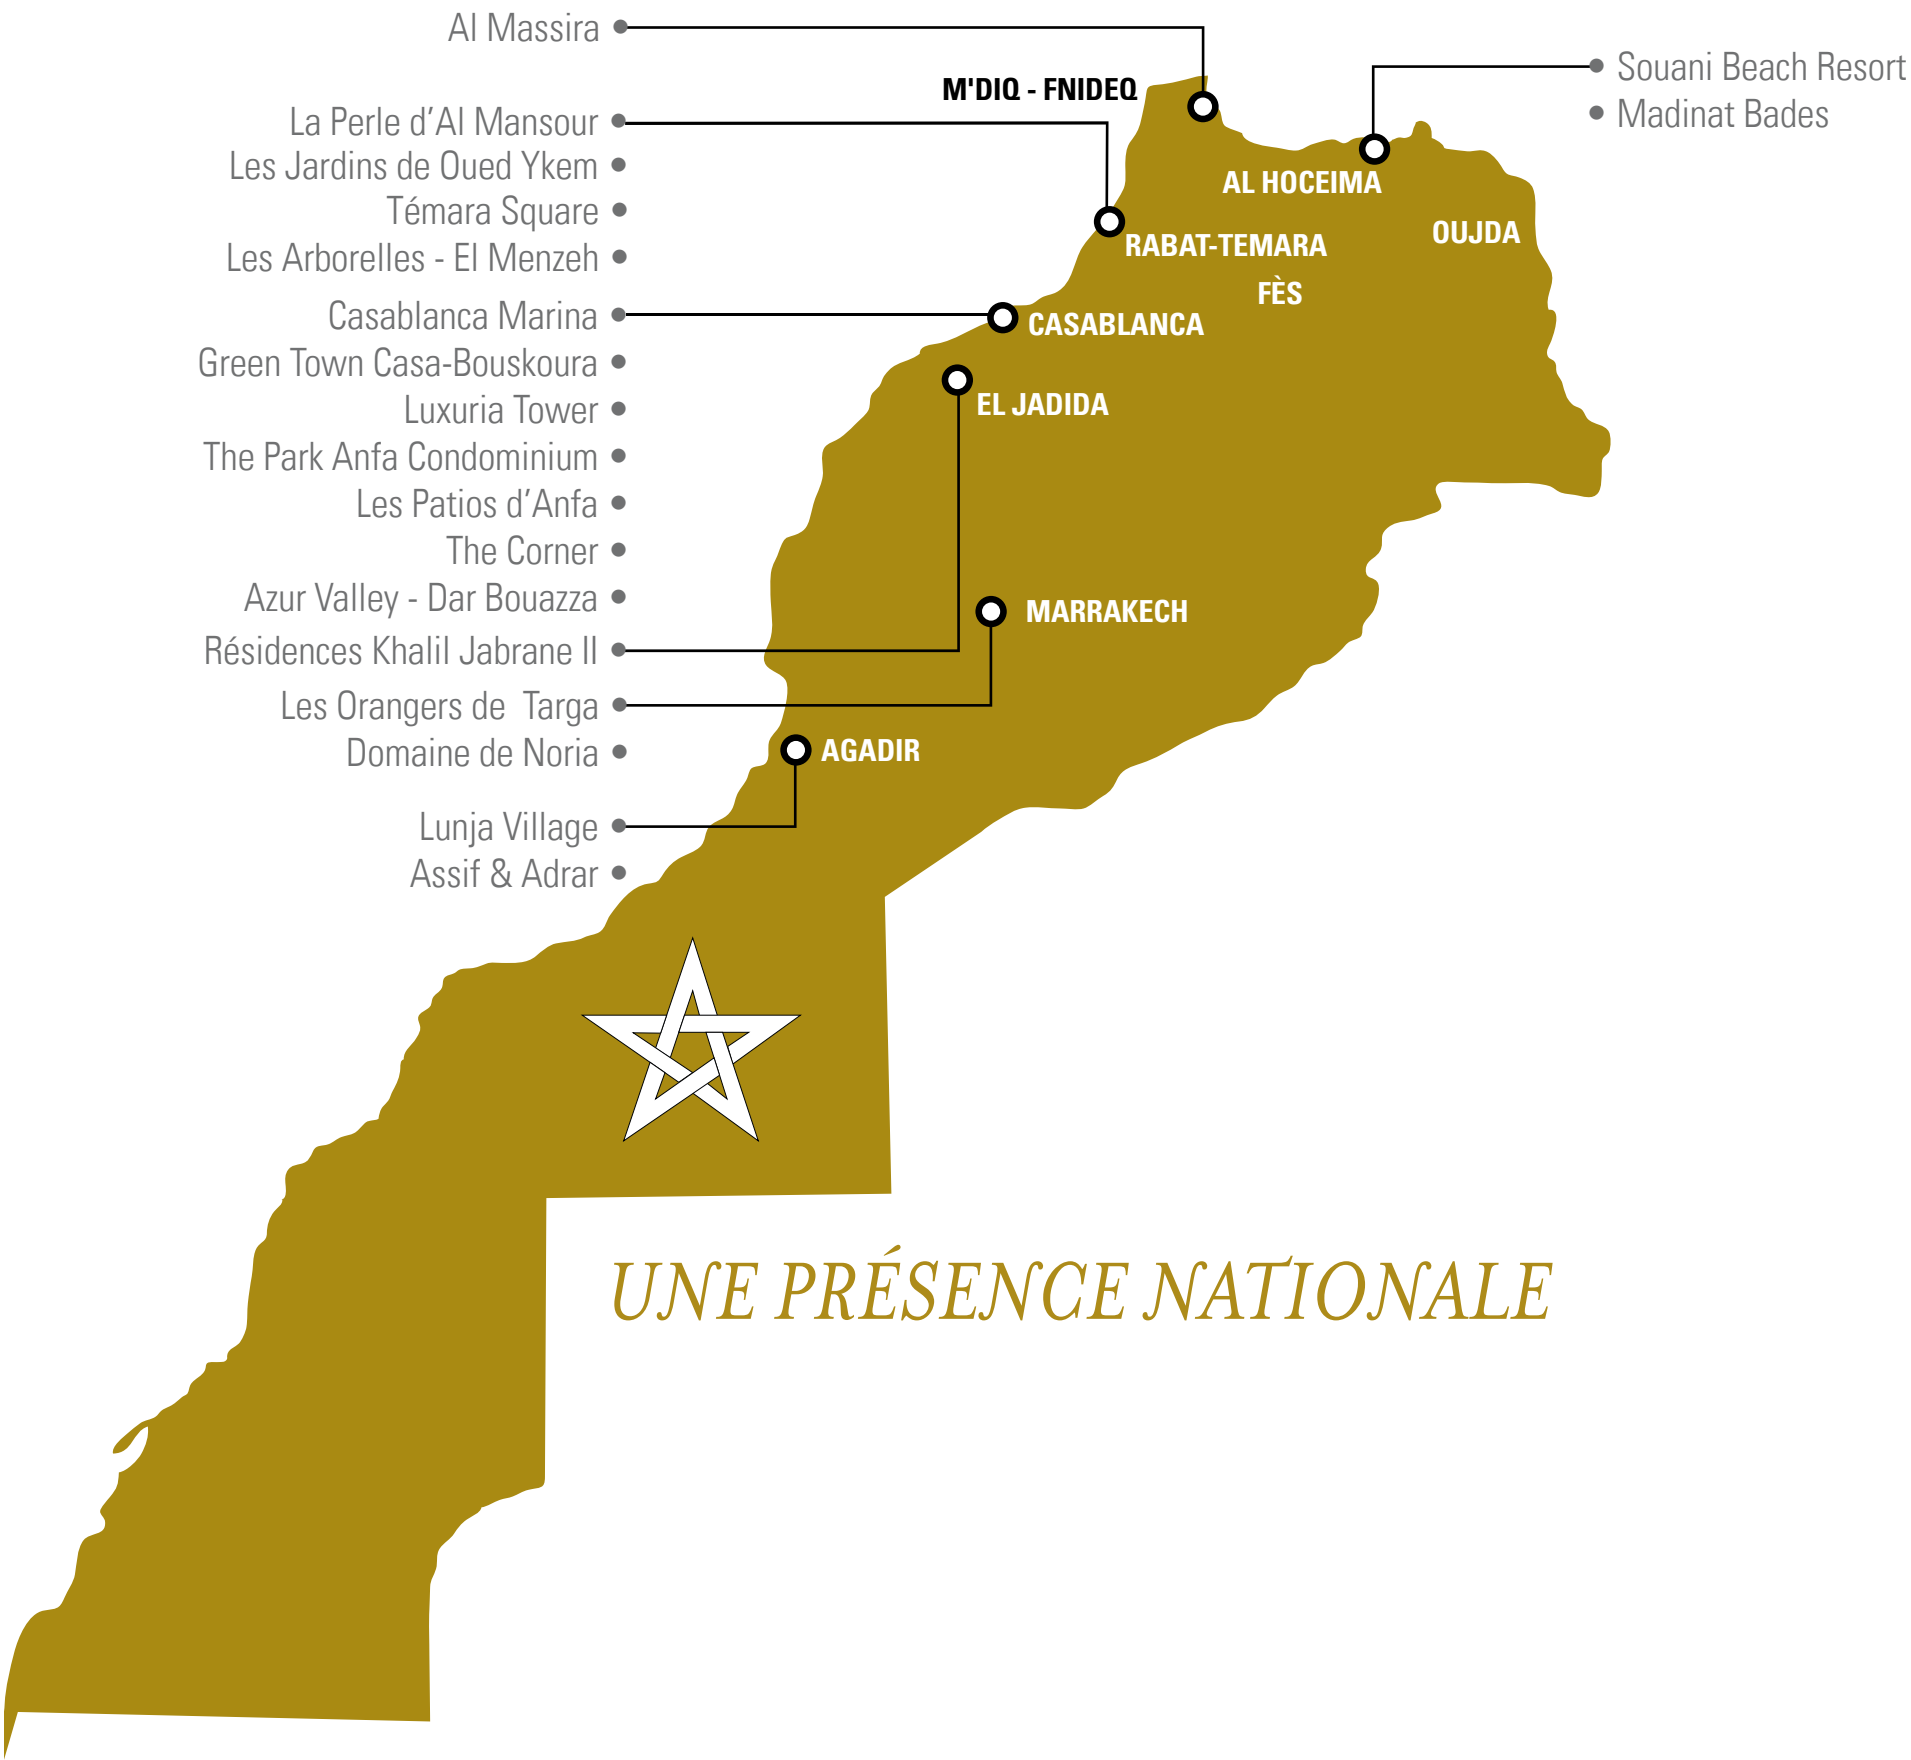 Al Massira
Souani Beach Resort
Madinat Bades
M'DIQ - FNIDEQ
La Perle d’Al Mansour
Les Jardins de Oued Ykem
Témara Square
Les Arborelles - El Menzeh
AL HOCEIMA
OUJDA
RABAT-TEMARA
FÈS
Casablanca Marina
Green Town Casa-Bouskoura
Luxuria Tower
The Park Anfa Condominium
Les Patios d’Anfa
The Corner
Azur Valley - Dar Bouazza
CASABLANCA
EL JADIDA
Résidences Khalil Jabrane II
MARRAKECH
Les Orangers de Targa
Domaine de Noria
AGADIR
Lunja Village
Assif & Adrar
UNE PRÉSENCE NATIONALE